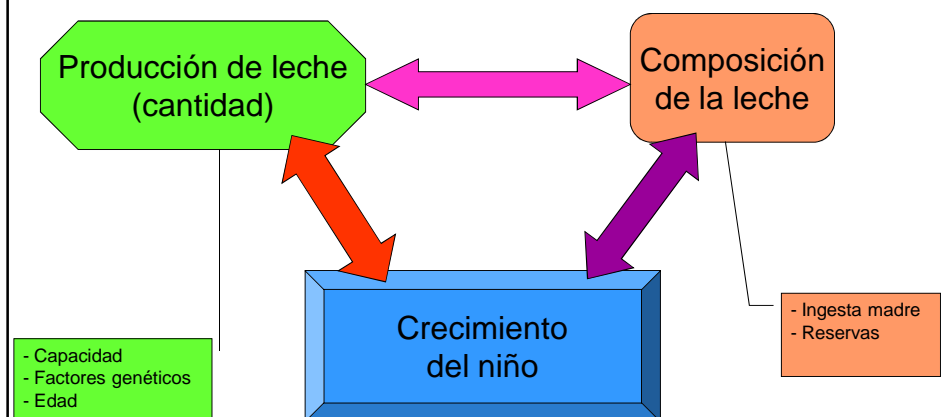 Producción de leche
(cantidad)
Composición
de la leche
Crecimiento
del niño
- Capacidad
- Factores genéticos
- Edad
- Ingesta madre
- Reservas